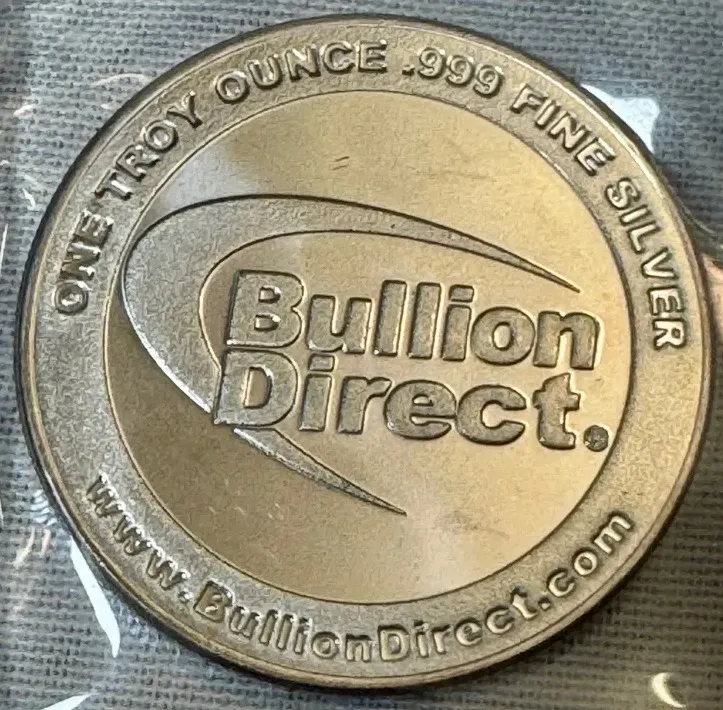 ONE TROY OUNCE .999 FINE SILVER
Bullion
Direct.
www.BullionDirect.com